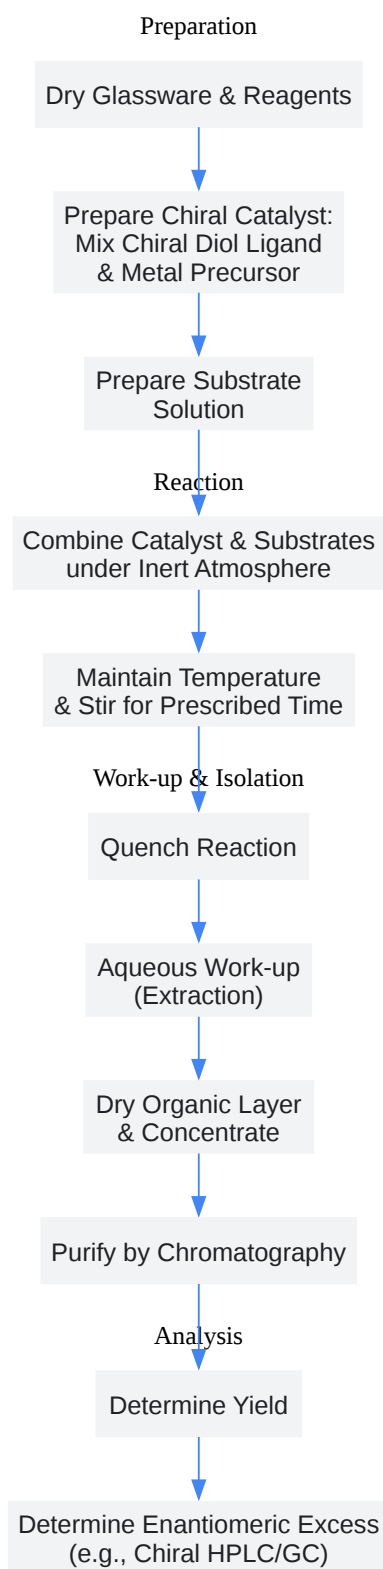 Preparation
Dry Glassware & Reagents
Prepare Chiral Catalyst:
Mix Chiral Diol Ligand
& Metal Precursor
Prepare Substrate
Solution
Reaction
Combine Catalyst & Substrates
under Inert Atmosphere
Maintain Temperature
& Stir for Prescribed Time
Work-up & Isolation
Quench Reaction
Aqueous Work-up
(Extraction)
Dry Organic Layer
& Concentrate
Purify by Chromatography
Analysis
Determine Yield
Determine Enantiomeric Excess
(e.g., Chiral HPLC/GC)